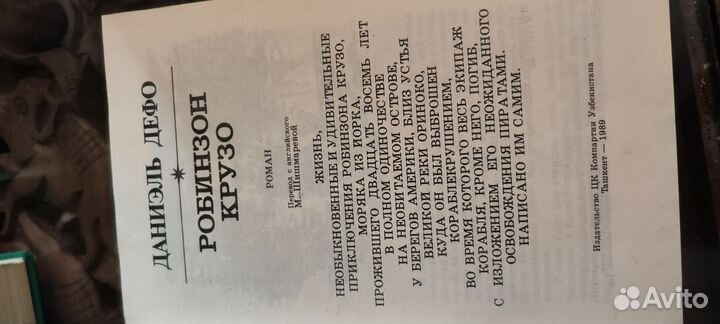 ДАНИЭЛЬ ДЕФО
РОБИНЗОН
КРУЗО
РОМАН
Перевод с английского
М. Шишмаревой
ЖИЗНЬ,
НЕОБЫКНОВЕННЫЕ И УДИВИТЕЛЬНЫЕ
ПРИКЛЮЧЕНИЯ РОБИНЗОНА КРУЗО,
МОРЯКА ИЗ ЙОРКА,
ПРОЖИВШЕГО ДВАДЦАТЬ ВОСЕМЬ ЛЕТ
В ПОЛНОМ ОДИНОЧЕСТВЕ
НА НЕОБИТАЕМОМ ОСТРОВЕ,
У БЕРЕГОВ АМЕРИКИ, БЛИЗ УСТЬЯ
ВЕЛИКОЙ РЕКИ ОРИНОКО,
КУДА ОН БЫЛ ВЫБРОШЕН
КОРАБЛЕКРУШЕНИЕМ,
ВО ВРЕМЯ КОТОРОГО ВЕСЬ ЭКИПАЖ
КОРАБЛЯ, КРОМЕ НЕГО, ПОГИБ,
С ИЗЛОЖЕНИЕМ ЕГО НЕОЖИДАННОГО
ОСВОБОЖДЕНИЯ ПИРАТАМИ.
НАПИСАНО ИМ САМИМ.
Издательство ЦК Компартии Узбекистана
Ташкент — 1989
Avito